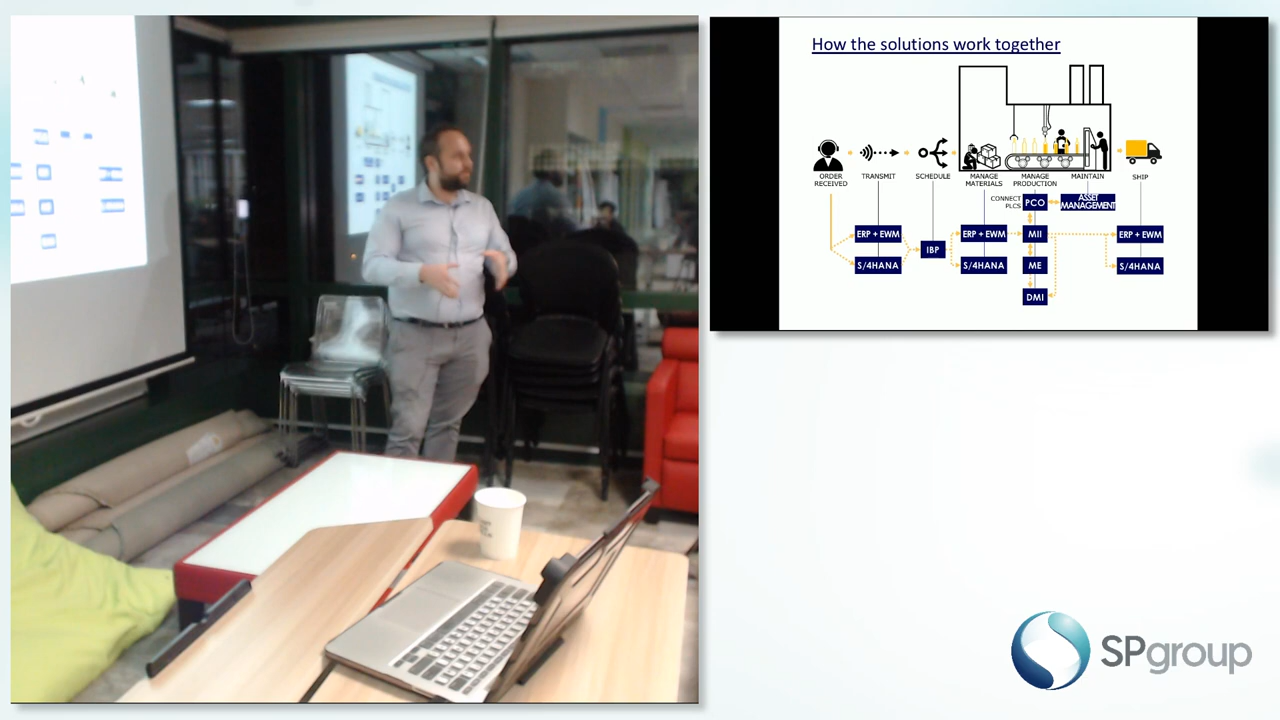 How the solutions work together
ORDER
RECEIVED
TRANSMIT
SCHEDULE
MANAGE
MATERIALS
MANAGE
PRODUCTION
MAINTAIN
SHIP
CONNECT
PLCS
PCO
ASSET
MANAGEMENT
ERP + EWM
S/4HANA
IBP
ERP + EWM
S/4HANA
MII
ME
DMI
ERP + EWM
S/4HANA
SPgroup